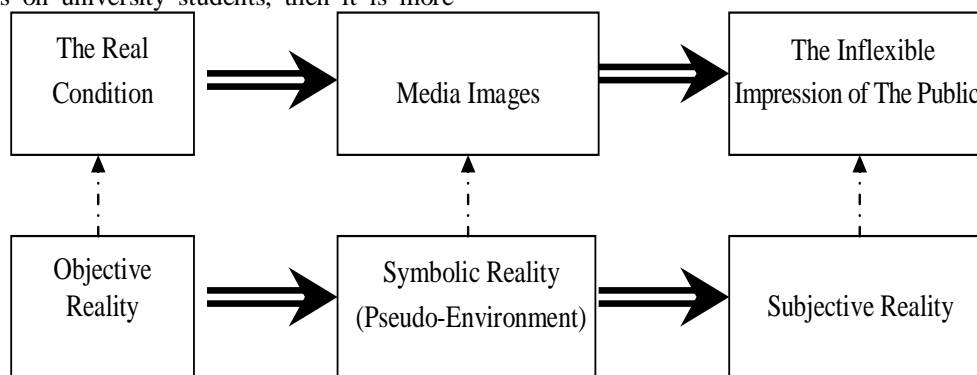 s on university students, then it is more
The Real
Condition
Media Images
The Inflexible
Impression of The Public
Objective
Reality
Symbolic Reality
(Pseudo-Environment)
Subjective Reality